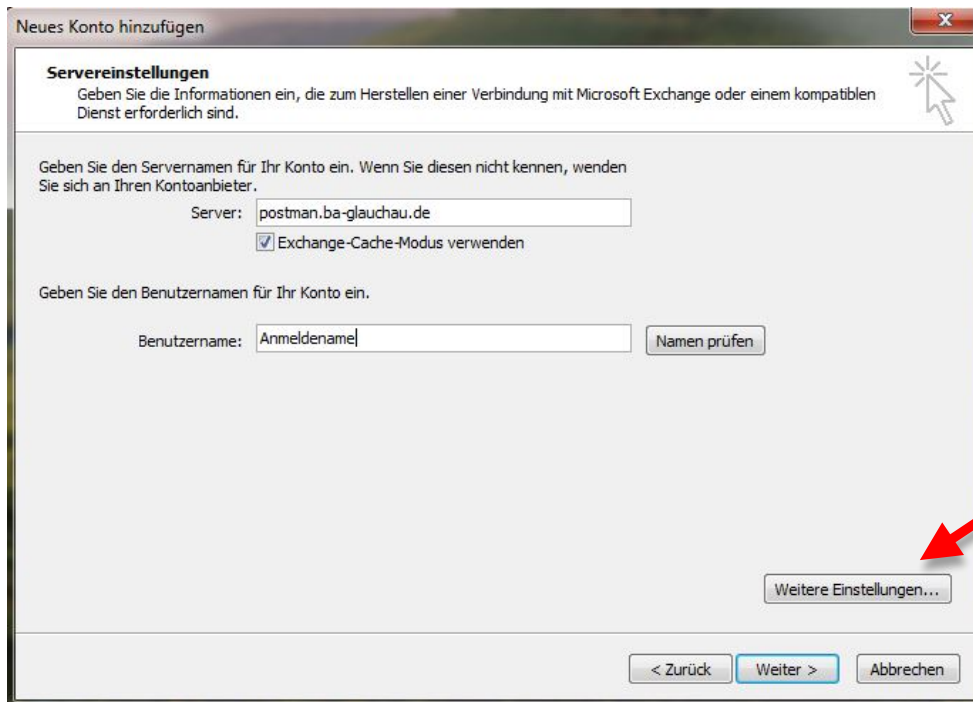 Neues Konto hinzufügen
Servereinstellungen
Geben Sie die Informationen ein, die zum Herstellen einer Verbindung mit Microsoft Exchange oder einem kompatiblen
Dienst erforderlich sind.
Geben Sie den Servernamen für Ihr Konto ein. Wenn Sie diesen nicht kennen, wenden
Sie sich an Ihren Kontoanbieter.
Server: postman.ba-glauchau.de
Exchange-Cache-Modus verwenden
Geben Sie den Benutzernamen für Ihr Konto ein.
Benutzername: Anmeldename Namen prüfen
Weitere Einstellungen...
< Zurück Weiter > Abbrechen